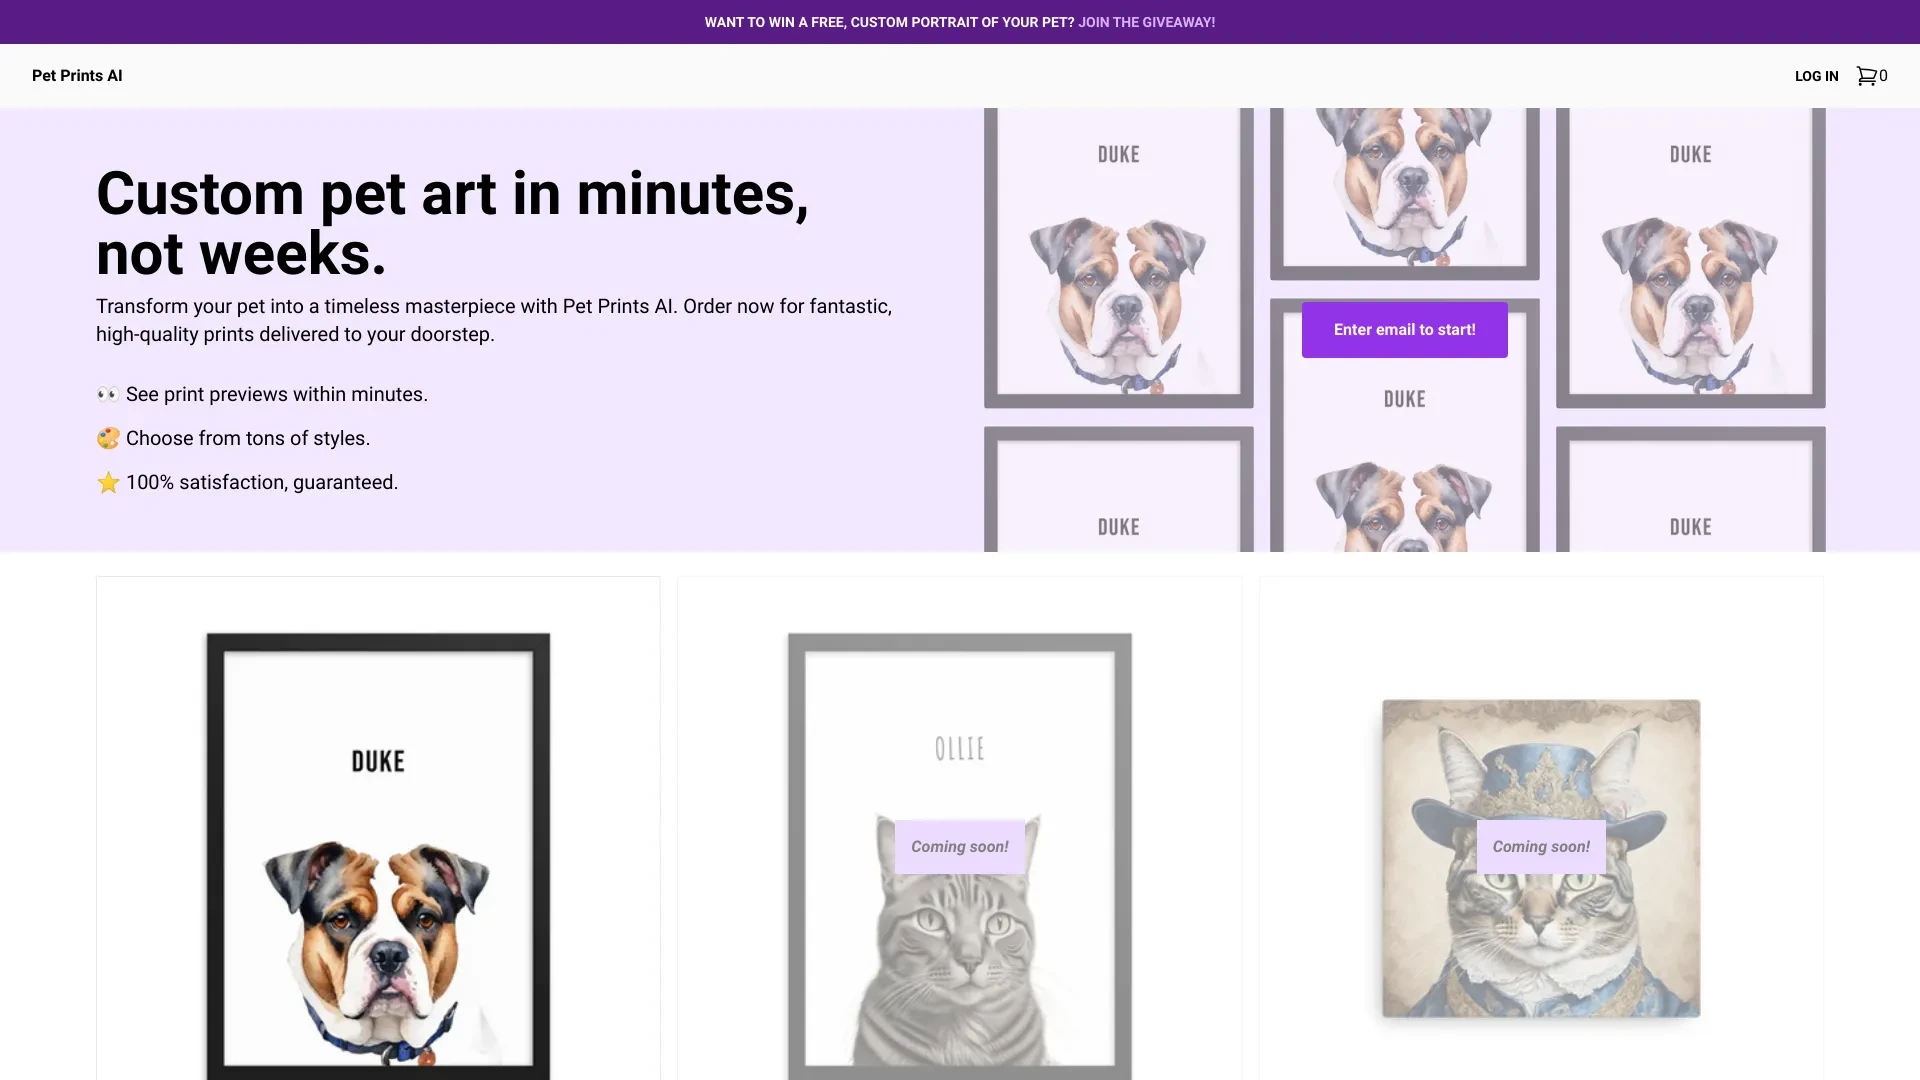 WANT TO WIN A FREE, CUSTOM PORTRAIT OF YOUR PET? JOIN THE GIVEAWAY!
Pet Prints AI
LOG IN
0
Custom pet art in minutes,
not weeks.
Transform your pet into a timeless masterpiece with Pet Prints AI. Order now for fantastic,
high-quality prints delivered to your doorstep.
👀 See print previews within minutes.
🎨 Choose from tons of styles.
⭐ 100% satisfaction, guaranteed.
DUKE
DUKE
Enter email to start!
DUKE
DUKE
DUKE
DUKE
OLLIE
Coming soon!
Coming soon!